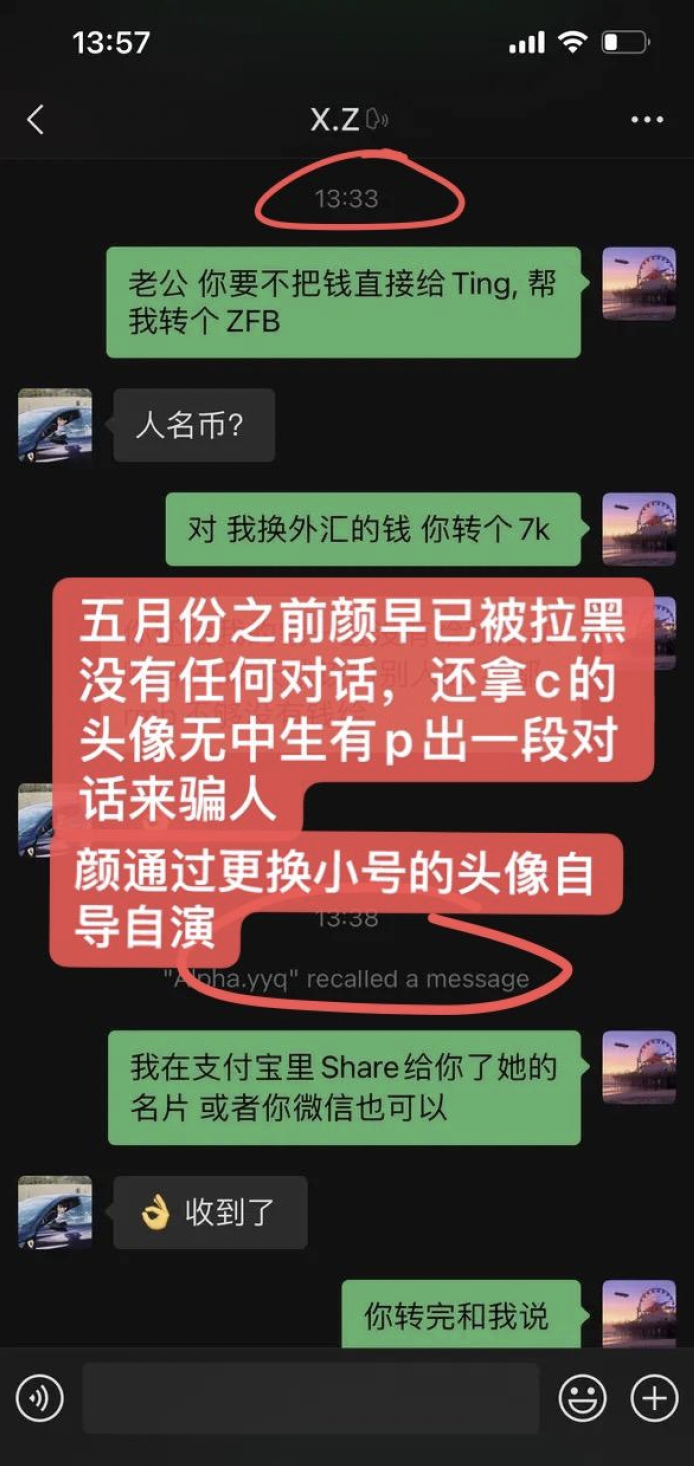 13:57
X.Z
13:33
老公 你要不把钱直接给 Ting, 帮
我转个 ZFB
人名币?
对 我换外汇的钱 你转个 7k
五月份之前颜早已被拉黑
没有任何对话，还拿c的
头像无中生有p出一段对
话来骗人
颜通过更换小号的头像自
导自演
13:38
"Alpha.yyq" recalled a message
我在支付宝里 Share 给你了她的
名片 或者你微信也可以
👌 收到了
你转完和我说